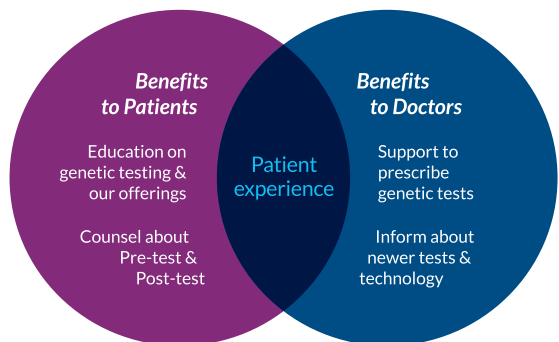 Benefits
to Patients
Education on
genetic testing &
our offerings
Counsel about
Pre-test &
Post-test
Patient
experience
Benefits
to Doctors
Support to
prescribe
genetic tests
Inform about
newer tests &
technology